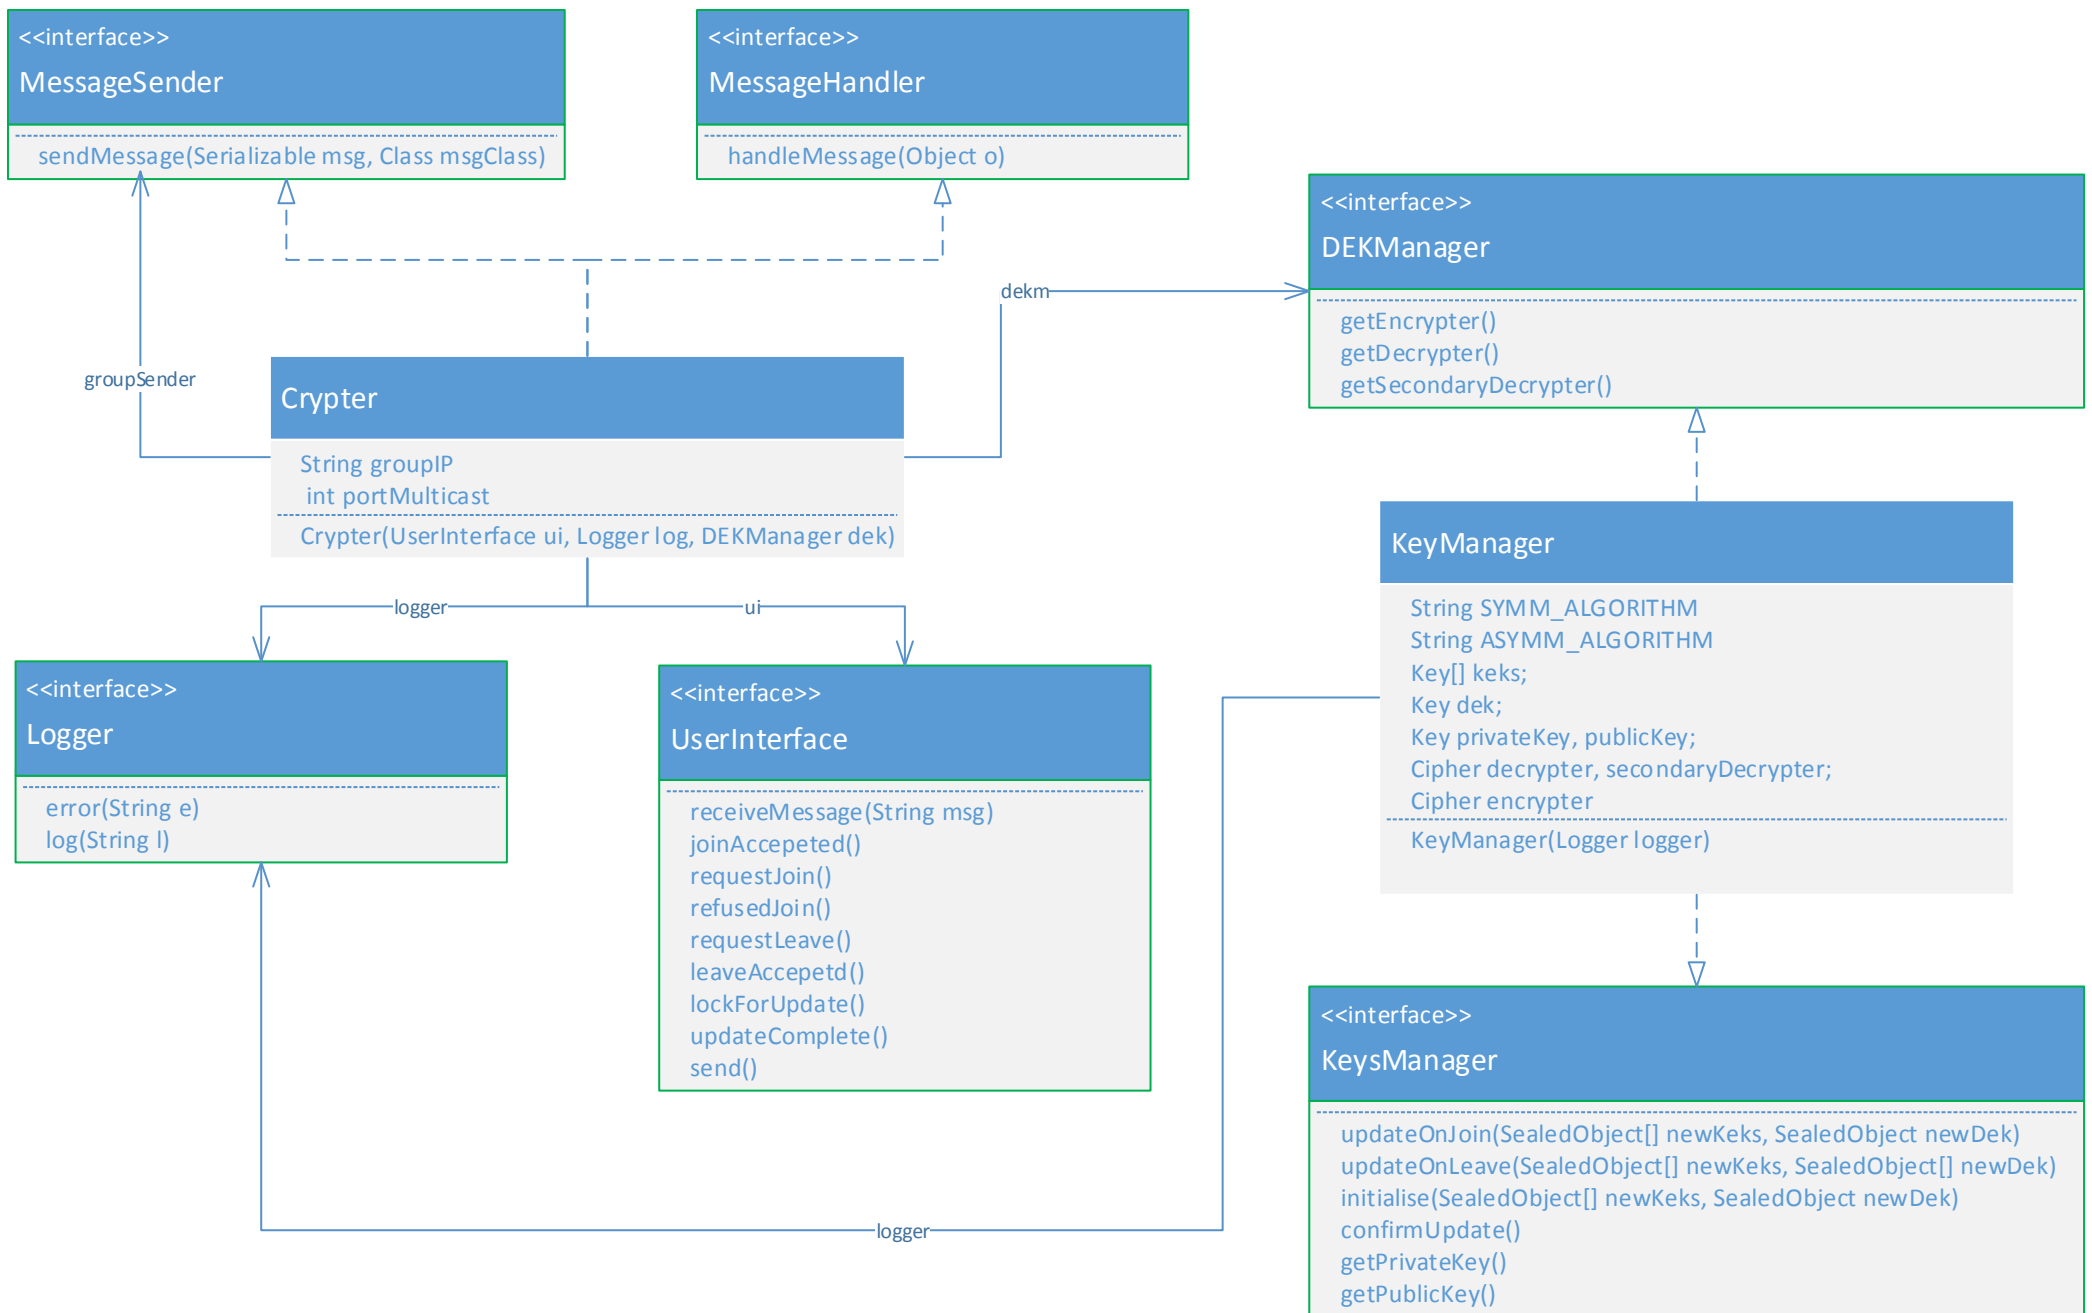 <<interface>>
MessageSender
sendMessage(Serializable msg, Class msgClass)
<<interface>>
MessageHandler
handleMessage(Object o)
<<interface>>
DEKManager
getEncrypter()
getDecrypter()
getSecondaryDecrypter()
dekm
groupSender
Crypter
String groupIP
int portMulticast
Crypter(UserInterface ui, Logger log, DEKManager dek)
logger
ui
<<interface>>
Logger
error(String e)
log(String l)
<<interface>>
UserInterface
receiveMessage(String msg)
joinAccepeted()
requestJoin()
refusedJoin()
requestLeave()
leaveAccepetd()
lockForUpdate()
updateComplete()
send()
KeyManager
String SYMM_ALGORITHM
String ASYMM_ALGORITHM
Key[] keks;
Key dek;
Key privateKey, publicKey;
Cipher decrypter, secondaryDecrypter;
Cipher encrypter
KeyManager(Logger logger)
logger
<<interface>>
KeysManager
updateOnJoin(SealedObject[] newKeks, SealedObject newDek)
updateOnLeave(SealedObject[] newKeks, SealedObject[] newDek)
initialise(SealedObject[] newKeks, SealedObject newDek)
confirmUpdate()
getPrivateKey()
getPublicKey()